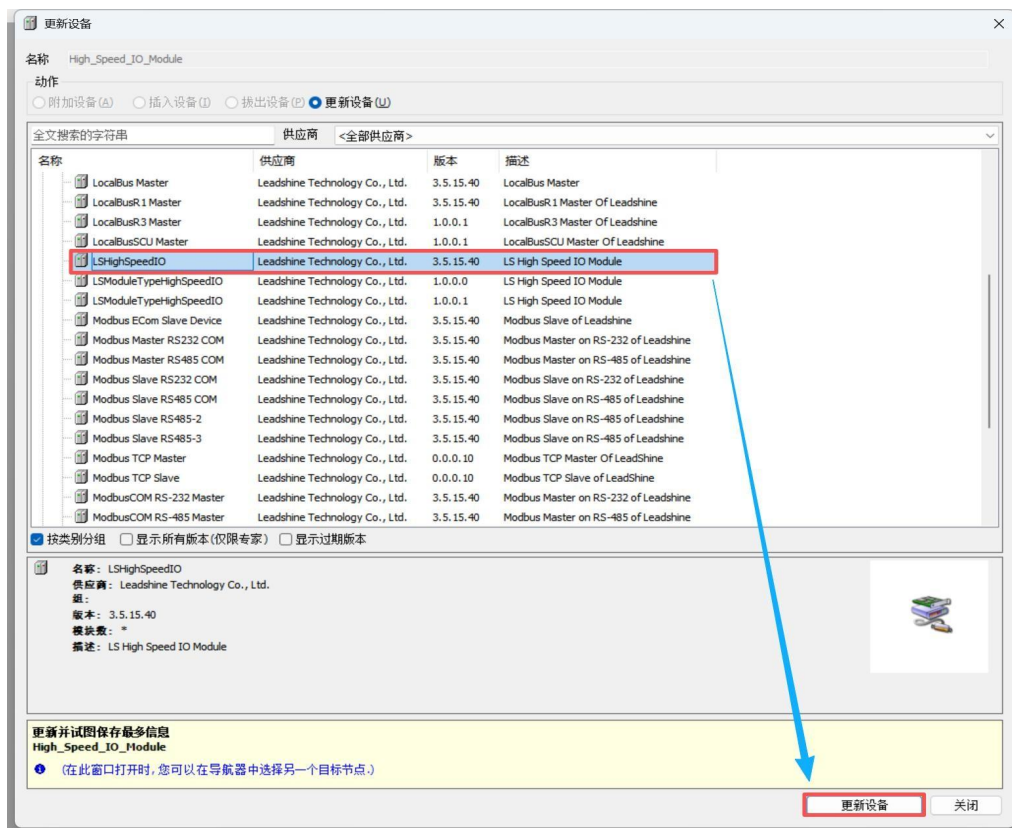 更新设备
名称 High_Speed_IO_Module
动作
附加设备(A) 插入设备(I) 拔出设备(P) 更新设备(U)
全文搜索的字符串 供应商 <全部供应商>
名称 供应商 版本 描述
LocalBus Master Leadshine Technology Co., Ltd. 3.5.15.40 LocalBus Master
LocalBusR1 Master Leadshine Technology Co., Ltd. 3.5.15.40 LocalBusR1 Master Of Leadshine
LocalBusR3 Master Leadshine Technology Co., Ltd. 1.0.0.1 LocalBusR3 Master Of Leadshine
LocalBusSCU Master Leadshine Technology Co., Ltd. 1.0.0.1 LocalBusSCU Master Of Leadshine
LSHighSpeedIO Leadshine Technology Co., Ltd. 3.5.15.40 LS High Speed IO Module
LSModuleTypeHighSpeedIO Leadshine Technology Co., Ltd. 1.0.0.0 LS High Speed IO Module
LSModuleTypeHighSpeedIO Leadshine Technology Co., Ltd. 1.0.0.1 LS High Speed IO Module
Modbus ECom Slave Device Leadshine Technology Co., Ltd. 3.5.15.40 Modbus Slave of Leadshine
Modbus Master RS232 COM Leadshine Technology Co., Ltd. 3.5.15.40 Modbus Master on RS-232 of Leadshine
Modbus Master RS485 COM Leadshine Technology Co., Ltd. 3.5.15.40 Modbus Master on RS-485 of Leadshine
Modbus Slave RS232 COM Leadshine Technology Co., Ltd. 3.5.15.40 Modbus Slave on RS-232 of Leadshine
Modbus Slave RS485 COM Leadshine Technology Co., Ltd. 3.5.15.40 Modbus Slave on RS-485 of Leadshine
Modbus Slave RS485-2 Leadshine Technology Co., Ltd. 3.5.15.40 Modbus Slave on RS-485 of Leadshine
Modbus Slave RS485-3 Leadshine Technology Co., Ltd. 3.5.15.40 Modbus Slave on RS-485 of Leadshine
Modbus TCP Master Leadshine Technology Co., Ltd. 0.0.0.10 Modbus TCP Master Of LeadShine
Modbus TCP Slave Leadshine Technology Co., Ltd. 0.0.0.10 Modbus TCP Slave of LeadShine
ModbusCOM RS-232 Master Leadshine Technology Co., Ltd. 3.5.15.40 Modbus Master on RS-232 of Leadshine
ModbusCOM RS-485 Master Leadshine Technology Co., Ltd. 3.5.15.40 Modbus Master on RS-485 of Leadshine
按类别分组 显示所有版本(仅限专家) 显示过期版本
名称: LSHighSpeedIO
供应商: Leadshine Technology Co., Ltd.
组:
版本: 3.5.15.40
模块数: *
描述: LS High Speed IO Module
更新并试图保存最多信息
High_Speed_IO_Module
(在此窗口打开时,您可以在导航器中选择另一个目标节点.)
更新设备 关闭